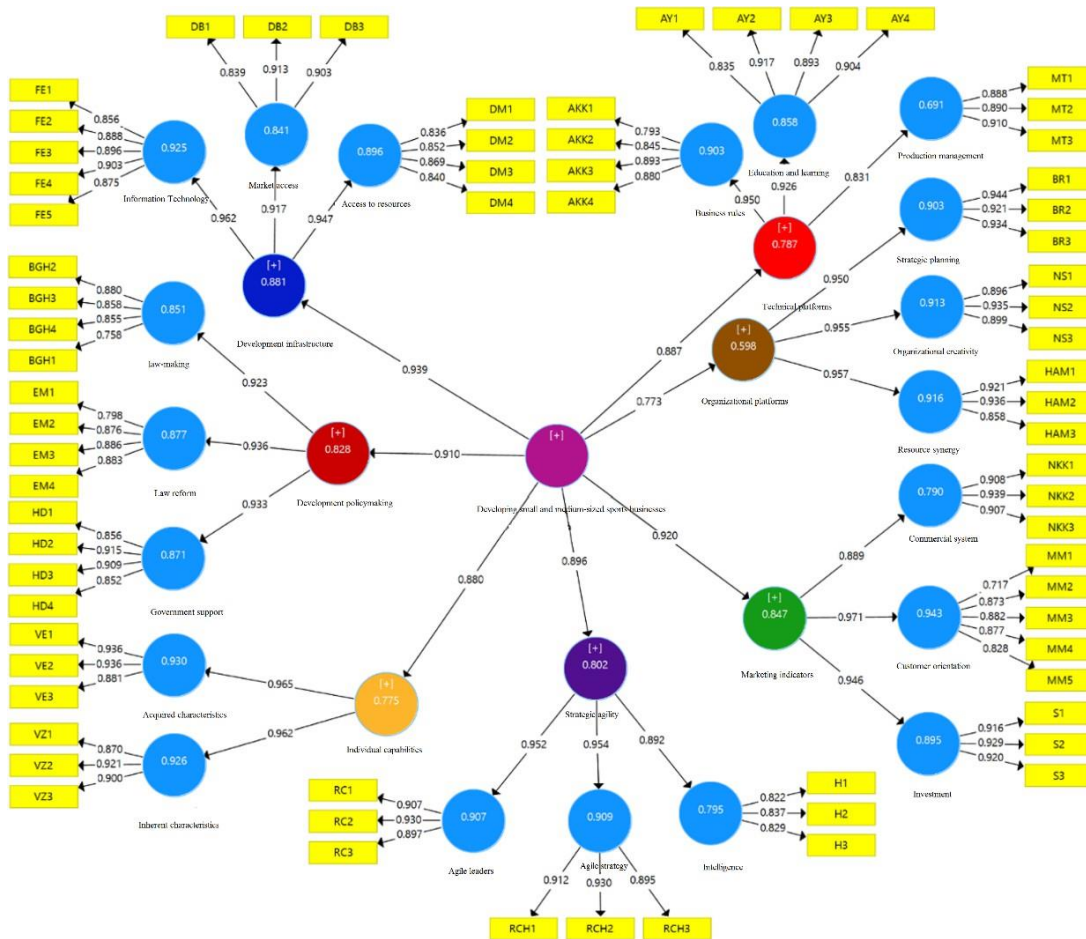 DB1
DB2
DB3
AY1
AY2
AY3
AY4
0.839
0.913
0.903
0.835
0.917
0.893
0.904
FE1
FE2
FE3
FE4
FE5
0.856
0.888
0.896
0.903
0.875
0.925
Information Technology
0.841
Market access
0.896
Access to resources
0.836
0.852
0.869
0.840
DM1
DM2
DM3
DM4
AKK1
AKK2
AKK3
AKK4
0.793
0.845
0.893
0.880
0.903
Business rules
0.858
Education and learning
0.691
Production management
0.888
0.890
0.910
MT1
MT2
MT3
0.962
0.917
0.947
0.950
0.926
0.831
[+]
0.881
Development infrastructure
[+]
0.787
Technical platforms
0.903
Strategic planning
0.944
0.921
0.934
BR1
BR2
BR3
BGH2
BGH3
BGH4
BGH1
0.880
0.858
0.855
0.758
0.851
law-making
0.950
0.955
0.957
[+]
0.598
Organizational platforms
0.913
Organizational creativity
0.896
0.935
0.899
NS1
NS2
NS3
0.939
0.887
0.773
0.923
0.936
0.933
EM1
EM2
EM3
EM4
0.798
0.876
0.886
0.883
0.877
Law reform
[+]
0.828
Development policymaking
0.910
[+]
Developing small and medium-sized sports businesses
0.916
Resource synergy
0.921
0.936
0.858
HAM1
HAM2
HAM3
0.790
Commercial system
0.908
0.939
0.907
NKK1
NKK2
NKK3
HD1
HD2
HD3
HD4
0.856
0.915
0.909
0.852
0.871
Government support
0.880
0.896
0.920
0.889
0.971
0.946
[+]
0.847
Marketing indicators
0.943
Customer orientation
0.717
0.873
0.882
0.877
0.828
MM1
MM2
MM3
MM4
MM5
VE1
VE2
VE3
0.936
0.936
0.881
0.930
Acquired characteristics
0.965
0.962
[+]
0.775
Individual capabilities
[+]
0.802
Strategic agility
VZ1
VZ2
VZ3
0.870
0.921
0.900
0.926
Inherent characteristics
0.952
0.954
0.892
0.895
Investment
0.916
0.929
0.920
S1
S2
S3
RC1
RC2
RC3
0.907
0.930
0.897
0.907
Agile leaders
0.909
Agile strategy
0.795
Intelligence
0.822
0.837
0.829
H1
H2
H3
0.912
0.930
0.895
RCH1
RCH2
RCH3